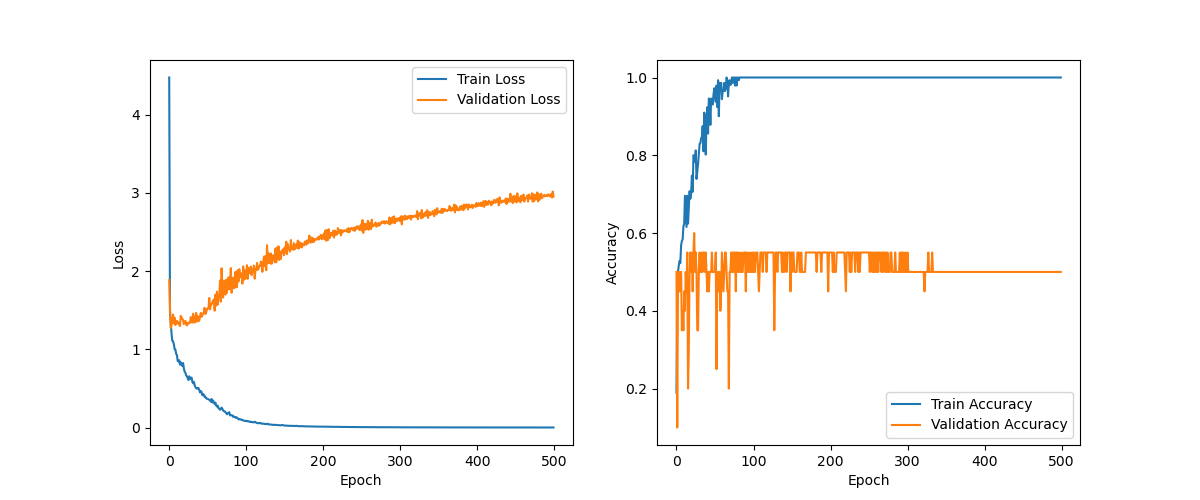 Train Loss
Validation Loss
4
3
2
1
0
Loss
0 100 200 300 400 500
Epoch
1.0
0.8
0.6
0.4
0.2
Accuracy
Train Accuracy
Validation Accuracy
0 100 200 300 400 500
Epoch